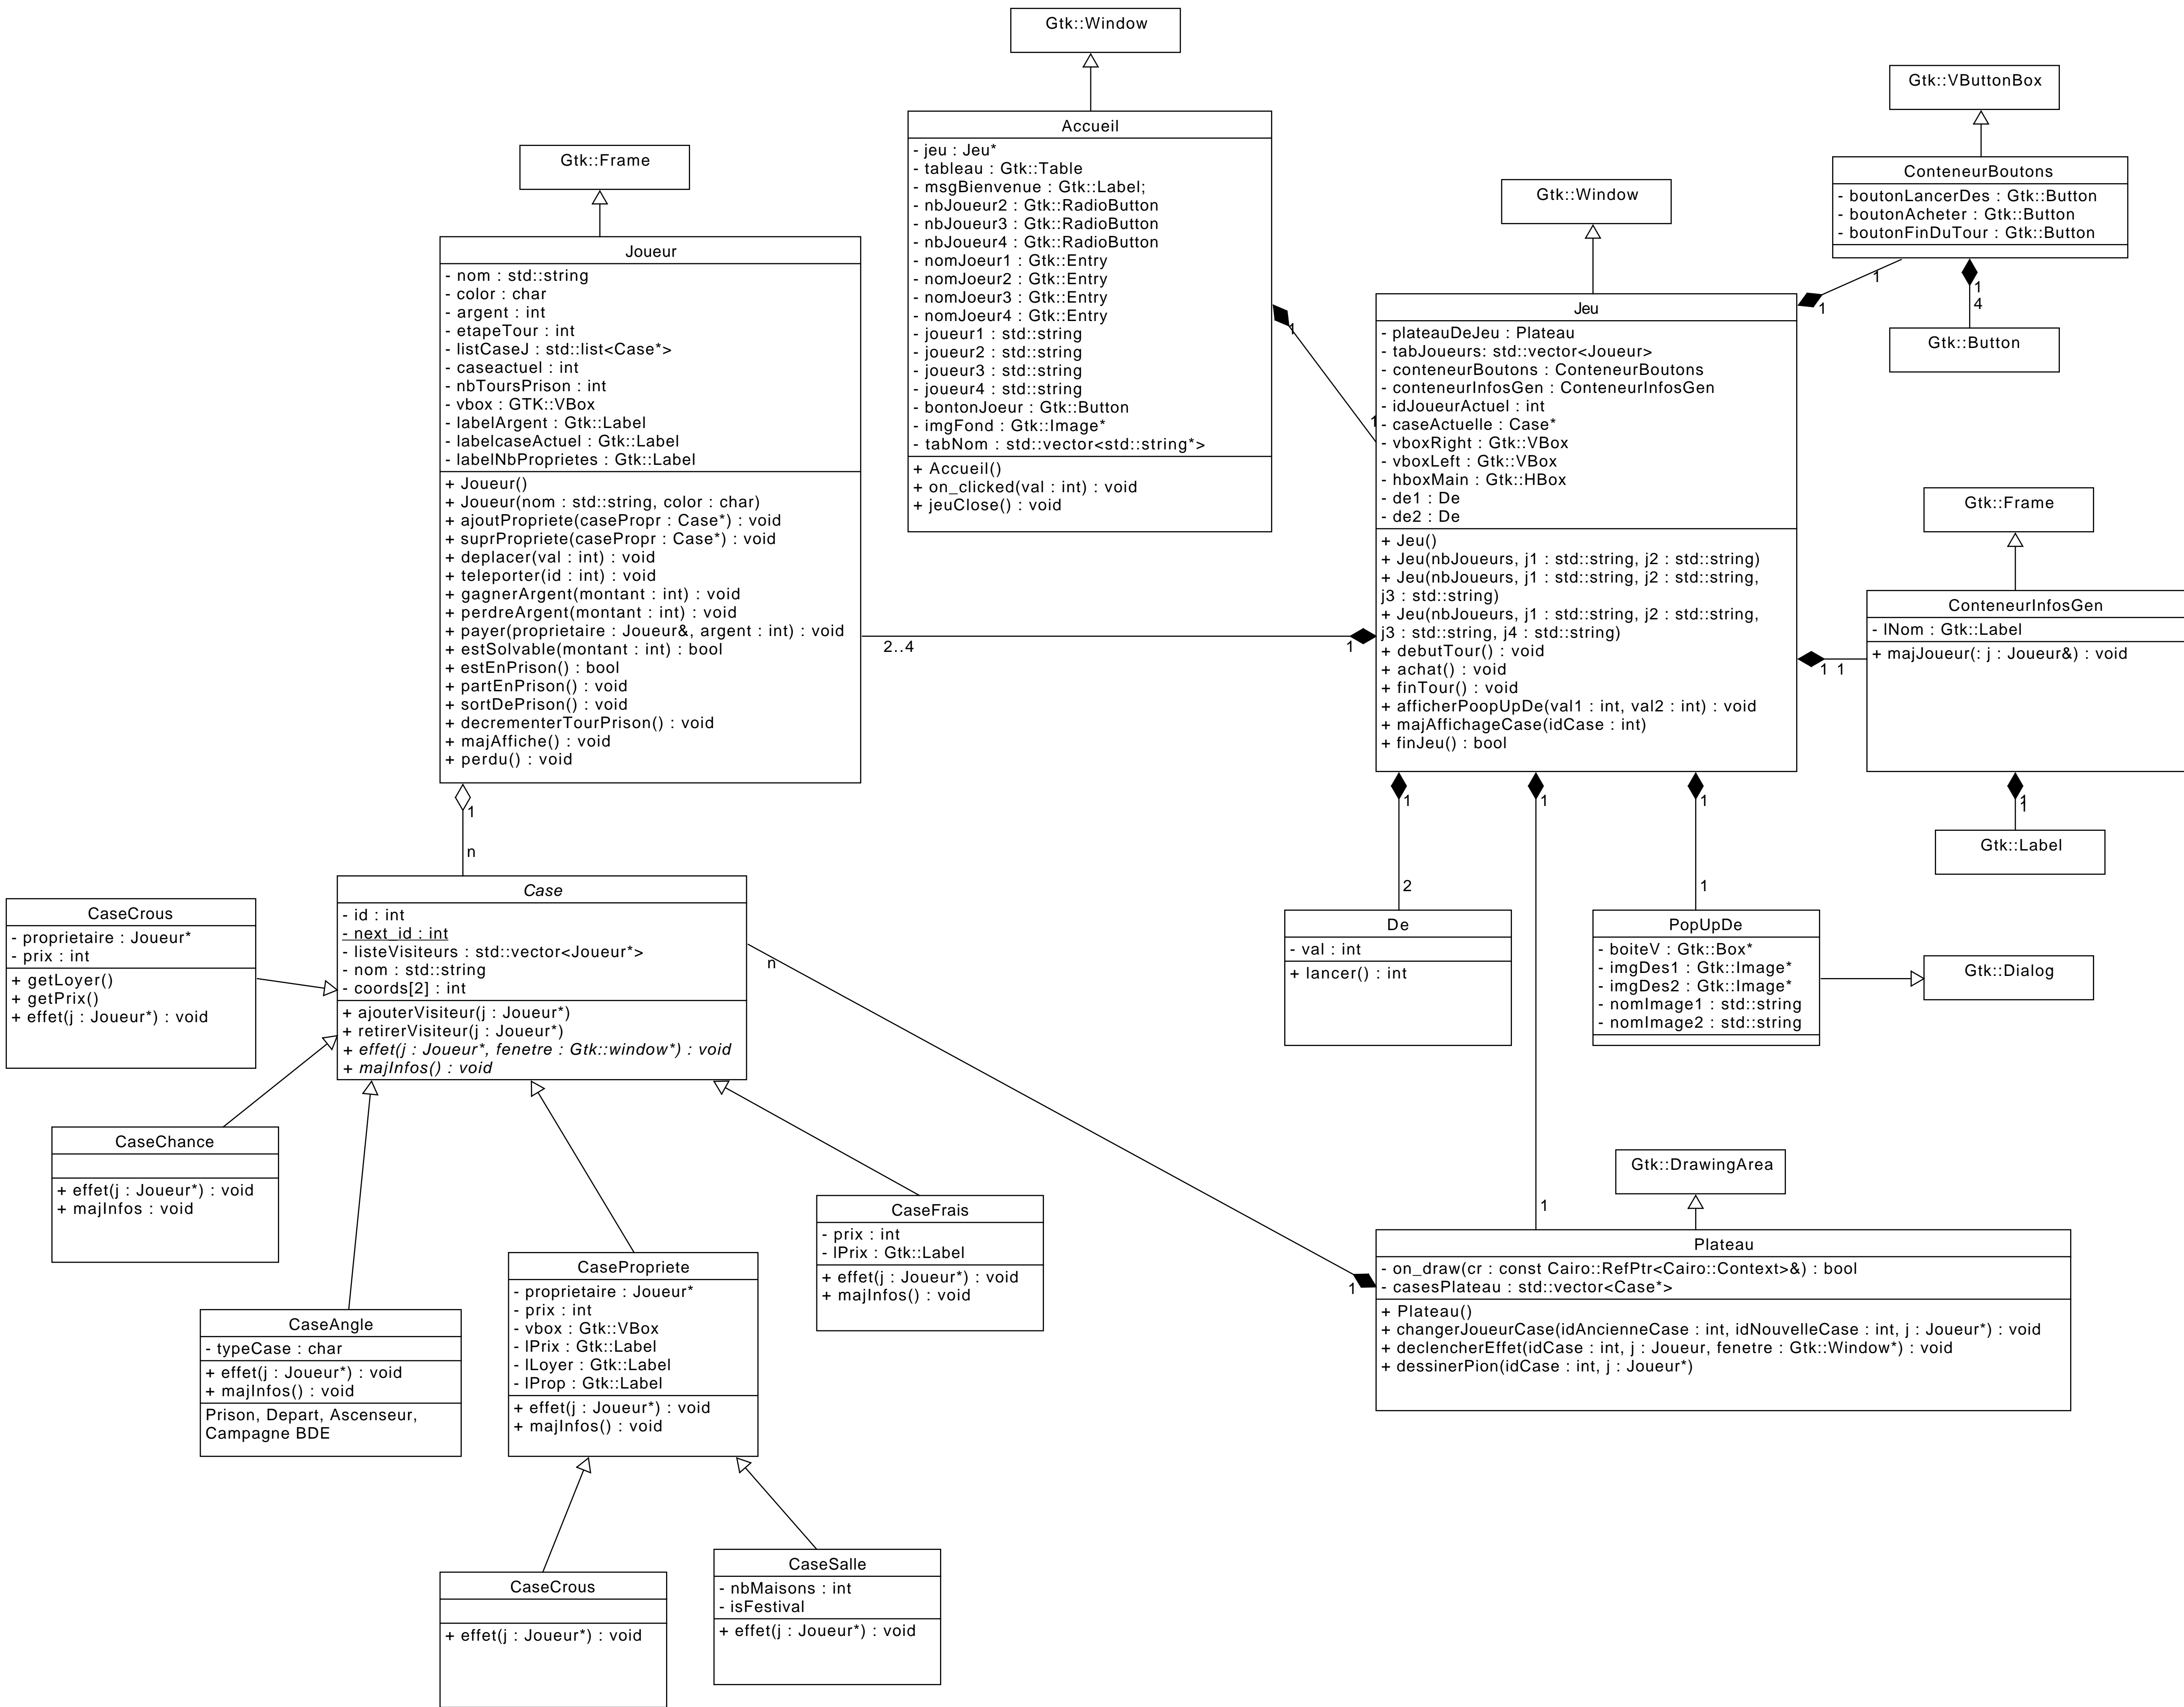 Gtk::Window
Gtk::VButtonBox
Accueil
- jeu : Jeu*
- tableau : Gtk::Table
- msgBienvenue : Gtk::Label;
- nbJoueur2 : Gtk::RadioButton
- nbJoueur3 : Gtk::RadioButton
- nbJoueur4 : Gtk::RadioButton
- nomJoeur1 : Gtk::Entry
- nomJoeur2 : Gtk::Entry
- nomJoeur3 : Gtk::Entry
- nomJoeur4 : Gtk::Entry
- joueur1 : std::string
- joueur2 : std::string
- joueur3 : std::string
- joueur4 : std::string
- bontonJoeur : Gtk::Button
- imgFond : Gtk::Image*
- tabNom : std::vector<std::string*>
+ Accueil()
+ on_clicked(val : int) : void
+ jeuClose() : void
1
1
Gtk::Frame
Joueur
- nom : std::string
- color : char
- argent : int
- etapeTour : int
- listCaseJ : std::list<Case*>
- caseactuel : int
- nbToursPrison : int
- vbox : GTK::VBox
- labelArgent : Gtk::Label
- labelcaseActuel : Gtk::Label
- labelNbProprietes : Gtk::Label
+ Joueur()
+ Joueur(nom : std::string, color : char)
+ ajoutPropriete(casePropr : Case*) : void
+ suprPropriete(casePropr : Case*) : void
+ deplacer(val : int) : void
+ teleporter(id : int) : void
+ gagnerArgent(montant : int) : void
+ perdreArgent(montant : int) : void
+ payer(proprietaire : Joueur&, argent : int) : void
+ estSolvable(montant : int) : bool
+ estEnPrison() : bool
+ partEnPrison() : void
+ sortDePrison() : void
+ decrementerTourPrison() : void
+ majAffiche() : void
+ perdu() : void
2..4
1
1
n
Gtk::Window
Jeu
- plateauDeJeu : Plateau
- tabJoueurs: std::vector<Joueur>
- conteneurBoutons : ConteneurBoutons
- conteneurInfosGen : ConteneurInfosGen
- idJoueurActuel : int
- caseActuelle : Case*
- vboxRight : Gtk::VBox
- vboxLeft : Gtk::VBox
- hboxMain : Gtk::HBox
- de1 : De
- de2 : De
+ Jeu()
+ Jeu(nbJoueurs, j1 : std::string, j2 : std::string)
+ Jeu(nbJoueurs, j1 : std::string, j2 : std::string,
j3 : std::string)
+ Jeu(nbJoueurs, j1 : std::string, j2 : std::string,
j3 : std::string, j4 : std::string)
+ debutTour() : void
+ achat() : void
+ finTour() : void
+ afficherPoopUpDe(val1 : int, val2 : int) : void
+ majAffichageCase(idCase : int)
+ finJeu() : bool
ConteneurBoutons
- boutonLancerDes : Gtk::Button
- boutonAcheter : Gtk::Button
- boutonFinDuTour : Gtk::Button
1
1
1
4
Gtk::Button
Gtk::Frame
ConteneurInfosGen
- lNom : Gtk::Label
+ majJoueur(: j : Joueur&) : void
1 1
1
1
Gtk::Label
1
1
1
2
1
De
- val : int
+ lancer() : int
PopUpDe
- boiteV : Gtk::Box*
- imgDes1 : Gtk::Image*
- imgDes2 : Gtk::Image*
- nomImage1 : std::string
- nomImage2 : std::string
Gtk::Dialog
Case
- id : int
- next_id : int
- listeVisiteurs : std::vector<Joueur*>
- nom : std::string
- coords[2] : int
+ ajouterVisiteur(j : Joueur*)
+ retirerVisiteur(j : Joueur*)
+ effet(j : Joueur*, fenetre : Gtk::window*) : void
+ majInfos() : void
n
CaseCrous
- proprietaire : Joueur*
- prix : int
+ getLoyer()
+ getPrix()
+ effet(j : Joueur*) : void
CaseChance
+ effet(j : Joueur*) : void
+ majInfos : void
CaseFrais
- prix : int
- lPrix : Gtk::Label
+ effet(j : Joueur*) : void
+ majInfos() : void
1
1
Gtk::DrawingArea
Plateau
- on_draw(cr : const Cairo::RefPtr<Cairo::Context>&) : bool
- casesPlateau : std::vector<Case*>
+ Plateau()
+ changerJoueurCase(idAncienneCase : int, idNouvelleCase : int, j : Joueur*) : void
+ declencherEffet(idCase : int, j : Joueur, fenetre : Gtk::Window*) : void
+ dessinerPion(idCase : int, j : Joueur*)
CasePropriete
- proprietaire : Joueur*
- prix : int
- vbox : Gtk::VBox
- lPrix : Gtk::Label
- lLoyer : Gtk::Label
- lProp : Gtk::Label
+ effet(j : Joueur*) : void
+ majInfos() : void
CaseAngle
- typeCase : char
+ effet(j : Joueur*) : void
+ majInfos() : void
Prison, Depart, Ascenseur,
Campagne BDE
CaseSalle
- nbMaisons : int
- isFestival
+ effet(j : Joueur*) : void
CaseCrous
+ effet(j : Joueur*) : void